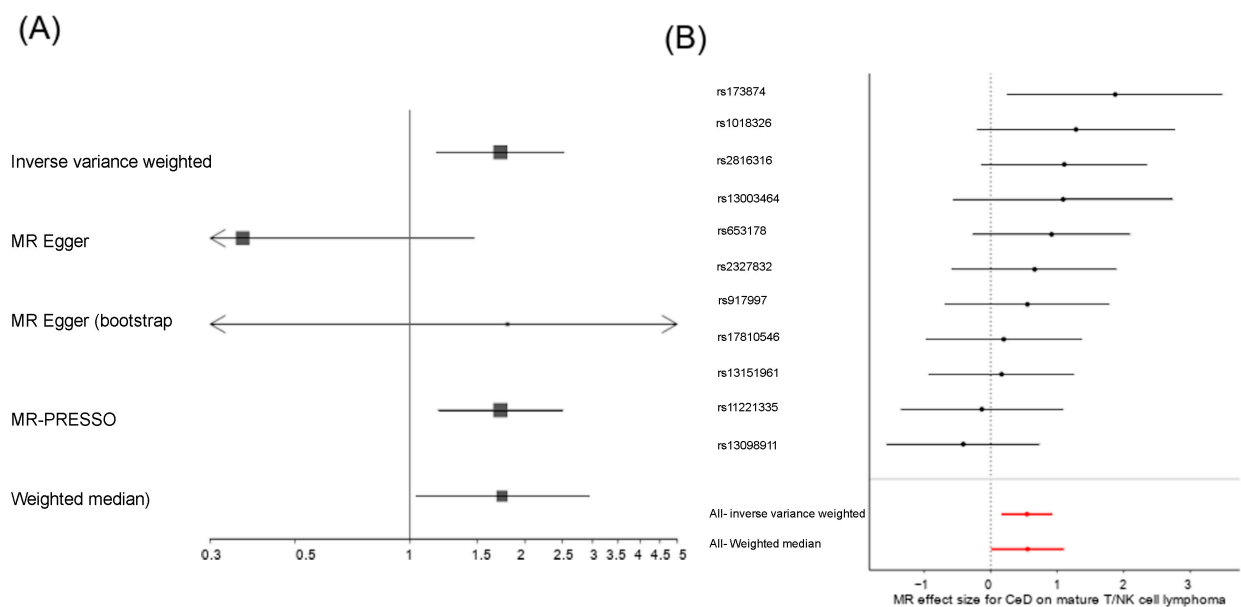 (A)
Inverse variance weighted
MR Egger
MR Egger (bootstrap
MR-PRESSO
Weighted median)
0.3 0.5 1 1.5 2 2.5 3 3.5 4 4.5 5
(B)
rs173874
rs1018326
rs2816316
rs13003464
rs653178
rs2327832
rs917997
rs17810546
rs13151961
rs11221335
rs13098911
All- inverse variance weighted
All- Weighted median
−1 0 1 2 3
MR effect size for CeD on mature T/NK cell lymphoma